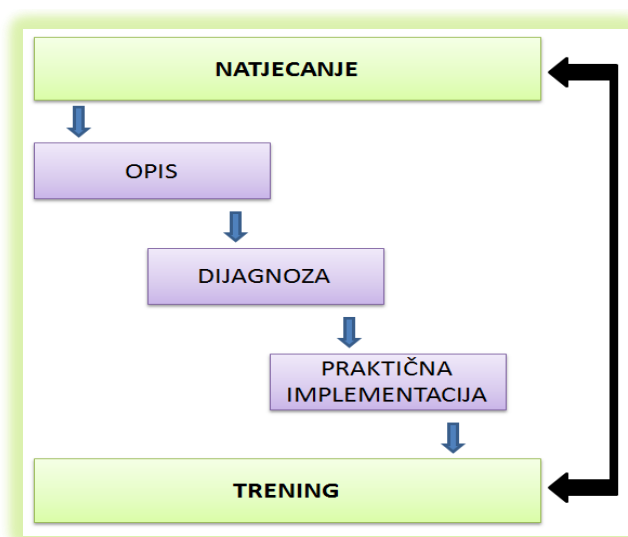 NATJECANJE
OPIS
DIJAGNOZA
PRAKTIČNA
IMPLEMENTACIJA
TRENING